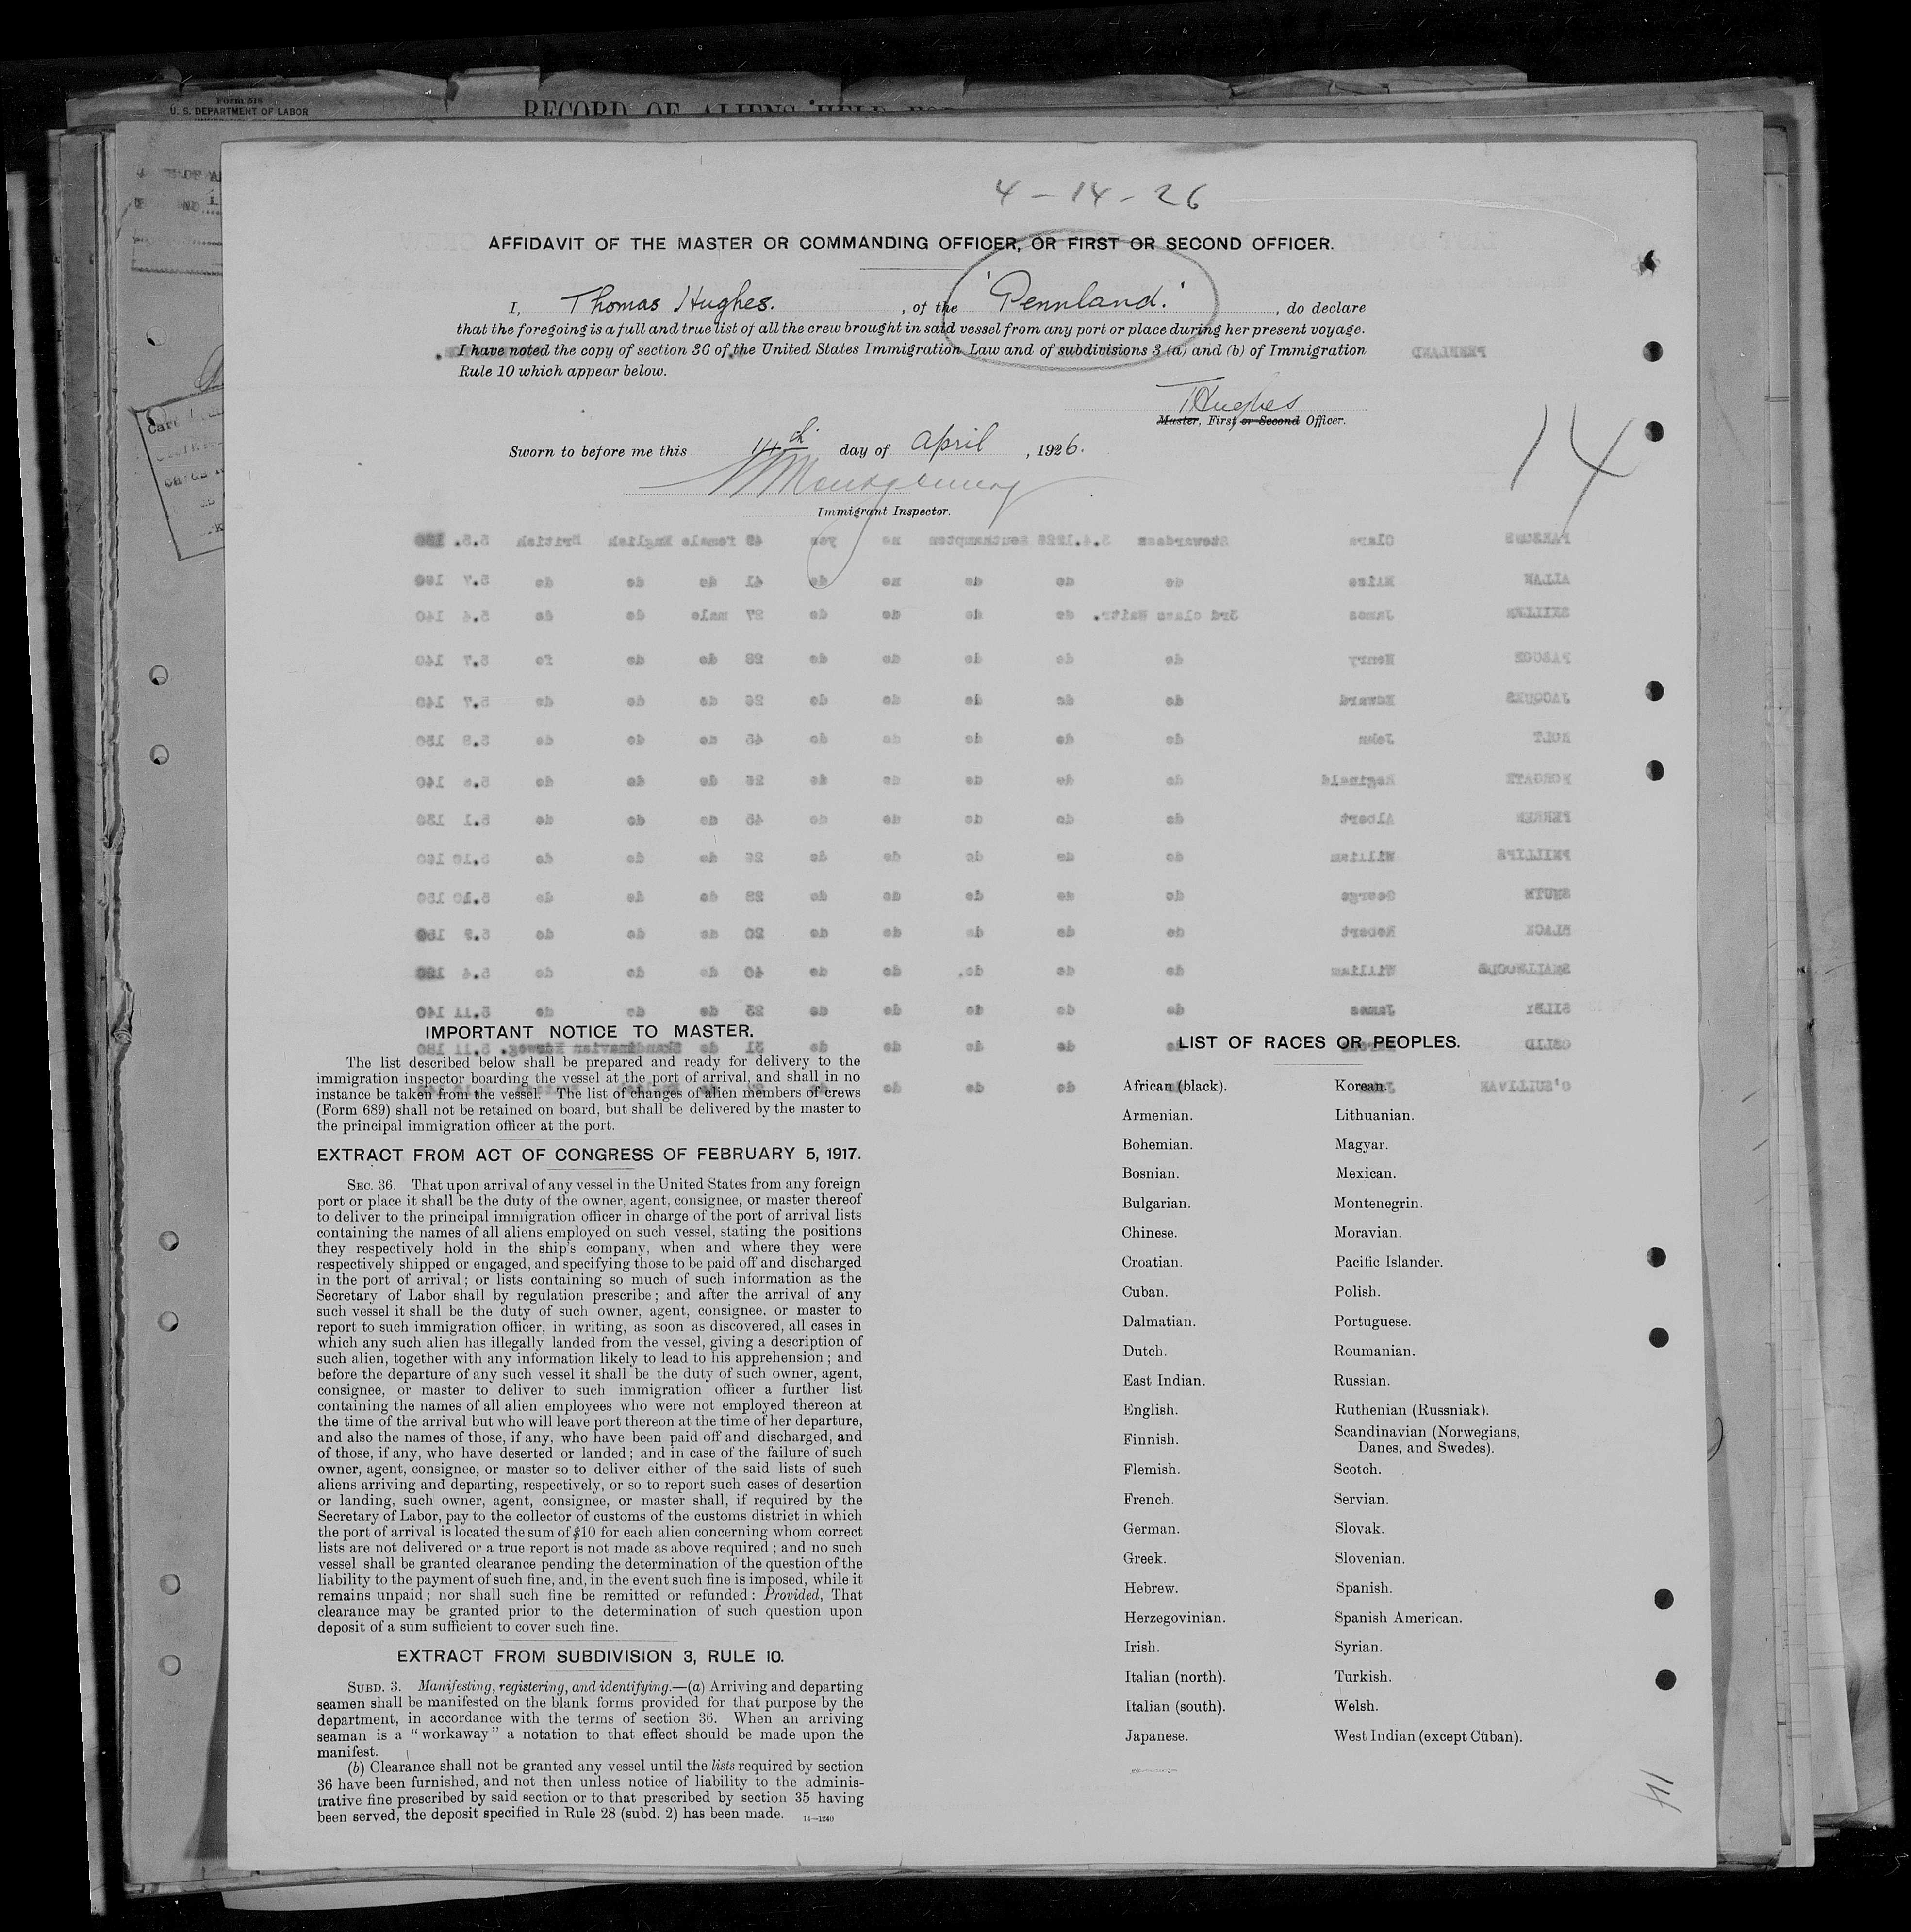 Form 518
U. S. DEPARTMENT OF LABOR
RECORD OF ALIENS HELD
4 - 14 - 26
AFFIDAVIT OF THE MASTER OR COMMANDING OFFICER, OR FIRST OR SECOND OFFICER.
I, Thomas Hughes. , of the 'Pennland.' , do declare
that the foregoing is a full and true list of all the crew brought in said vessel from any port or place during her present voyage.
I have noted the copy of section 36 of the United States Immigration Law and of subdivisions 3 (a) and (b) of Immigration
Rule 10 which appear below.
PENNLAND
THughes
Master, First or Second Officer.
14
Sworn to before me this 14th day of April , 1926.
Montgomery
Immigrant Inspector.
IMPORTANT NOTICE TO MASTER.
The list described below shall be prepared and ready for delivery to the
immigration inspector boarding the vessel at the port of arrival, and shall in no
instance be taken from the vessel. The list of changes of alien members of crews
(Form 689) shall not be retained on board, but shall be delivered by the master to
the principal immigration officer at the port.
EXTRACT FROM ACT OF CONGRESS OF FEBRUARY 5, 1917.
SEC. 36. That upon arrival of any vessel in the United States from any foreign
port or place it shall be the duty of the owner, agent, consignee, or master thereof
to deliver to the principal immigration officer in charge of the port of arrival lists
containing the names of all aliens employed on such vessel, stating the positions
they respectively hold in the ship's company, when and where they were
respectively shipped or engaged, and specifying those to be paid off and discharged
in the port of arrival; or lists containing so much of such information as the
Secretary of Labor shall by regulation prescribe; and after the arrival of any
such vessel it shall be the duty of such owner, agent, consignee, or master to
report to such immigration officer, in writing, as soon as discovered, all cases in
which any such alien has illegally landed from the vessel, giving a description of
such alien, together with any information likely to lead to his apprehension; and
before the departure of any such vessel it shall be the duty of such owner, agent,
consignee, or master to deliver to such immigration officer a further list
containing the names of all alien employees who were not employed thereon at
the time of the arrival but who will leave port thereon at the time of her departure,
and also the names of those, if any, who have been paid off and discharged, and
of those, if any, who have deserted or landed; and in case of the failure of such
owner, agent, consignee, or master so to deliver either of the said lists of such
aliens arriving and departing, respectively, or so to report such cases of desertion
or landing, such owner, agent, consignee, or master shall, if required by the
Secretary of Labor, pay to the collector of customs of the customs district in which
the port of arrival is located the sum of $10 for each alien concerning whom correct
lists are not delivered or a true report is not made as above required; and no such
vessel shall be granted clearance pending the determination of the question of the
liability to the payment of such fine, and, in the event such fine is imposed, while it
remains unpaid; nor shall such fine be remitted or refunded: Provided, That
clearance may be granted prior to the determination of such question upon
deposit of a sum sufficient to cover such fine.
EXTRACT FROM SUBDIVISION 3, RULE 10.
SUBD. 3. Manifesting, registering, and identifying.—(a) Arriving and departing
seamen shall be manifested on the blank forms provided for that purpose by the
department, in accordance with the terms of section 36. When an arriving
seaman is a "workaway" a notation to that effect should be made upon the
manifest.
(b) Clearance shall not be granted any vessel until the lists required by section
36 have been furnished, and not then unless notice of liability to the adminis-
trative fine prescribed by said section or to that prescribed by section 35 having
been served, the deposit specified in Rule 28 (subd. 2) has been made. 14—1240
LIST OF RACES OR PEOPLES.
African (black).
Armenian.
Bohemian.
Bosnian.
Bulgarian.
Chinese.
Croatian.
Cuban.
Dalmatian.
Dutch.
East Indian.
English.
Finnish.
Flemish.
French.
German.
Greek.
Hebrew.
Herzegovinian.
Irish.
Italian (north).
Italian (south).
Japanese.
Korean.
Lithuanian.
Magyar.
Mexican.
Montenegrin.
Moravian.
Pacific Islander.
Polish.
Portuguese.
Roumanian.
Russian.
Ruthenian (Russniak).
Scandinavian (Norwegians,
Danes, and Swedes).
Scotch.
Servian.
Slovak.
Slovenian.
Spanish.
Spanish American.
Syrian.
Turkish.
Welsh.
West Indian (except Cuban).
14